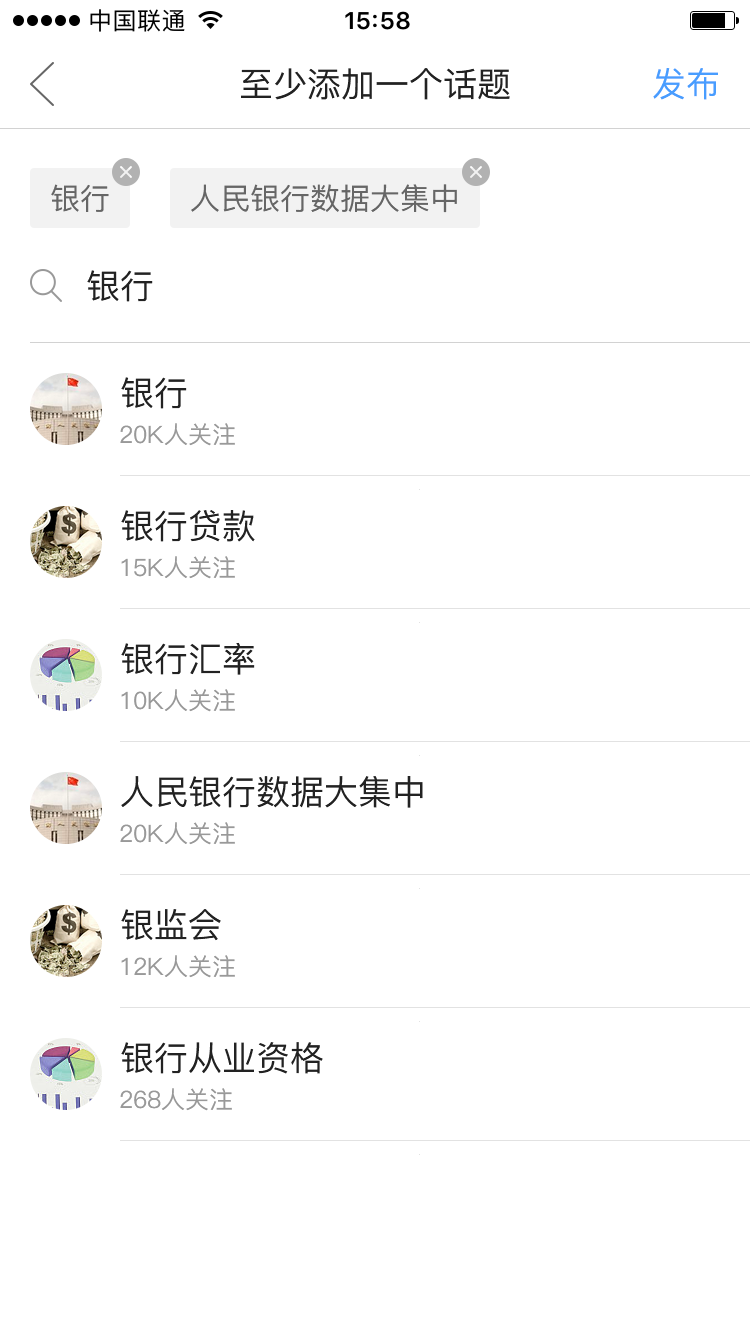 中国联通 15:58
至少添加一个话题 发布
银行 人民银行数据大集中
银行
银行
20K人关注
银行贷款
15K人关注
银行汇率
10K人关注
人民银行数据大集中
20K人关注
银监会
12K人关注
银行从业资格
268人关注